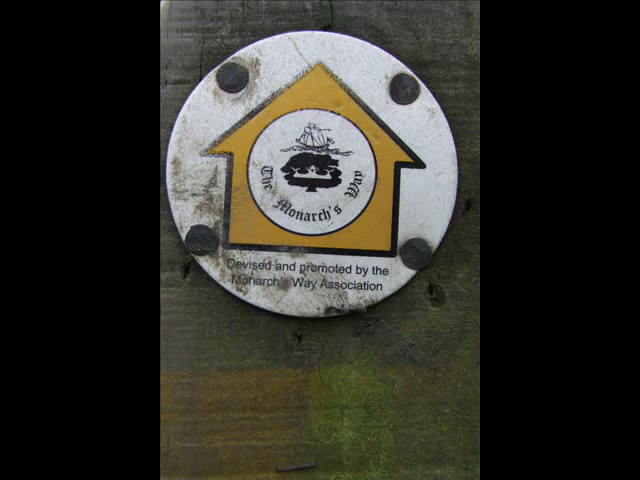 The Monarch's Way
Devised and promoted by the
Monarch's Way Association